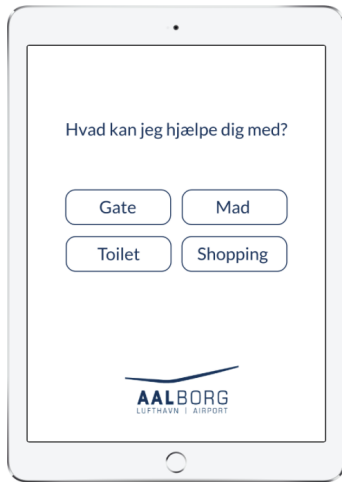 Hvad kan jeg hjælpe dig med?
Gate Mad
Toilet Shopping
AALBORG
LUFTHAVN | AIRPORT